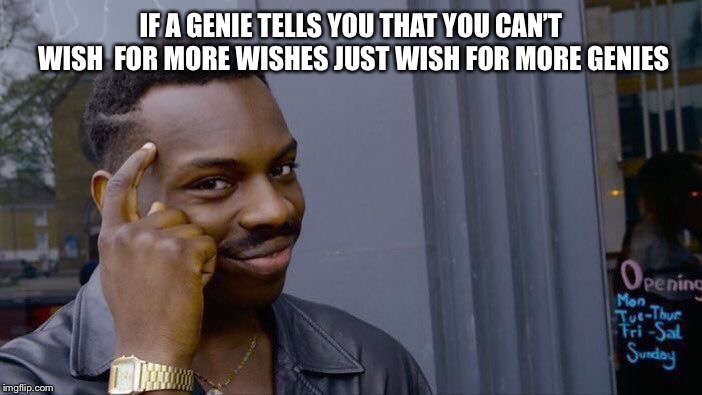 IF A GENIE TELLS YOU THAT YOU CAN'T
WISH FOR MORE WISHES JUST WISH FOR MORE GENIES
Opening
Mon
Tue-Thur
Fri-Sat
Sunday
imgflip.com